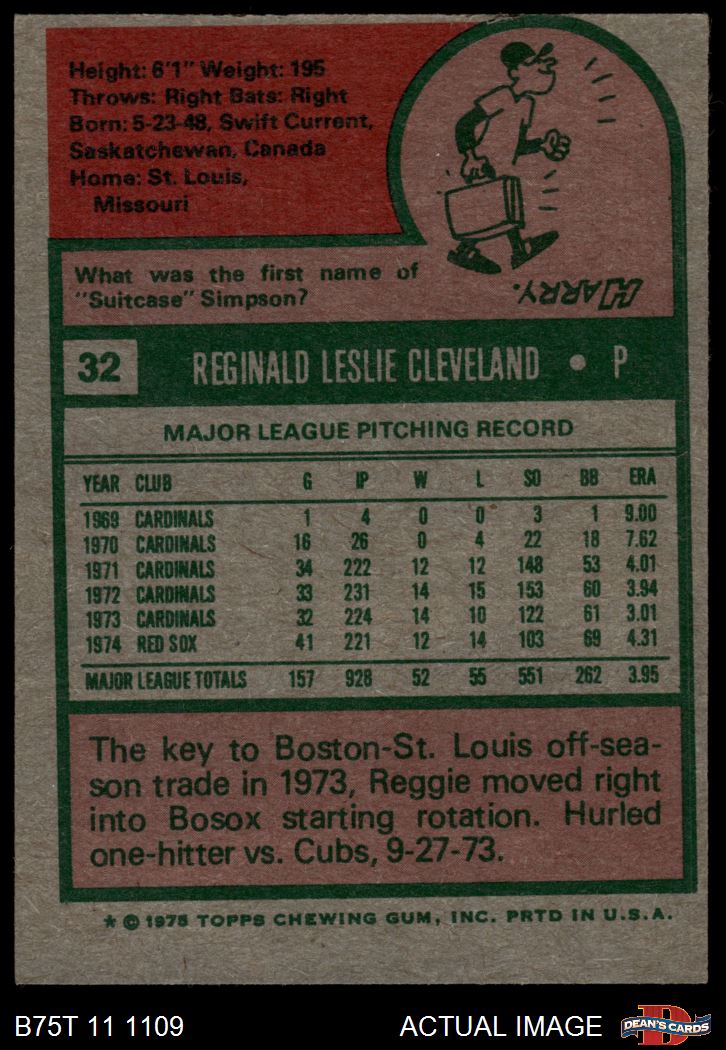 Height: 6'1" Weight: 195
Throws: Right Bats: Right
Born: 5-23-48, Swift Current,
Saskatchewan, Canada
Home: St. Louis,
Missouri
What was the first name of
"Suitcase" Simpson?
HARRY.
32 REGINALD LESLIE CLEVELAND • P
MAJOR LEAGUE PITCHING RECORD
YEAR CLUB G IP W L SO BB ERA
1969 CARDINALS 1 4 0 0 3 1 9.00
1970 CARDINALS 16 26 0 4 22 18 7.62
1971 CARDINALS 34 222 12 12 148 53 4.01
1972 CARDINALS 33 231 14 15 153 60 3.94
1973 CARDINALS 32 224 14 10 122 61 3.01
1974 RED SOX 41 221 12 14 103 69 4.31
MAJOR LEAGUE TOTALS 157 928 52 55 551 262 3.95
The key to Boston-St. Louis off-sea-
son trade in 1973, Reggie moved right
into Bosox starting rotation. Hurled
one-hitter vs. Cubs, 9-27-73.
★ © 1975 TOPPS CHEWING GUM, INC. PRTD IN U.S.A.
B75T 11 1109 ACTUAL IMAGE
D
DEAN'S CARDS